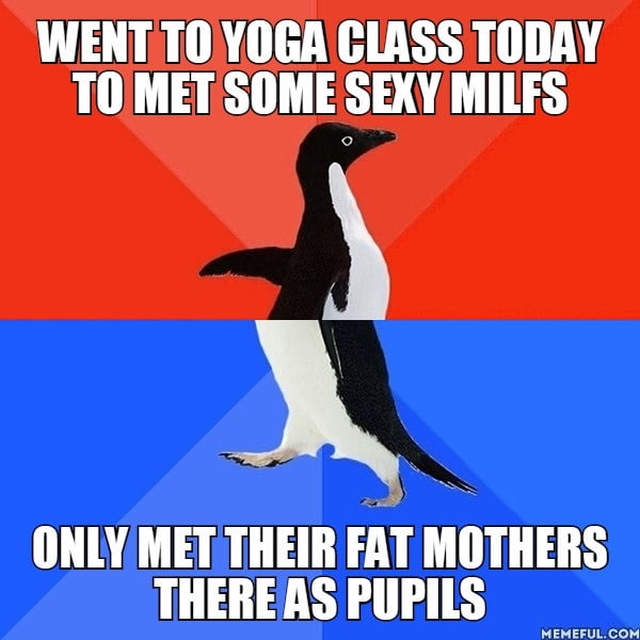 WENT TO YOGA CLASS TODAY
TO MET SOME SEXY MILFS
ONLY MET THEIR FAT MOTHERS
THERE AS PUPILS
MEMEFUL.COM